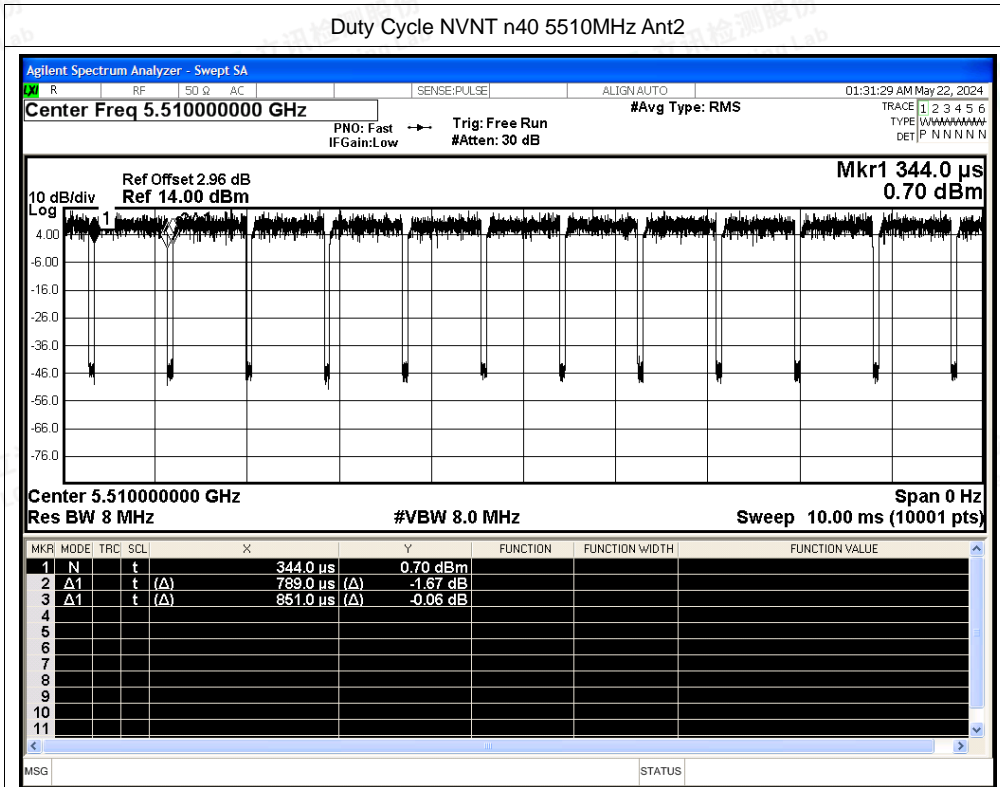 Duty Cycle NVNT n40 5510MHz Ant2
Agilent Spectrum Analyzer - Swept SA
LXI R RF 50 Ω AC SENSE:PULSE ALIGN AUTO 01:31:29 AM May 22, 2024
Center Freq 5.510000000 GHz #Avg Type: RMS TRACE 1 2 3 4 5 6
PNO: Fast Trig: Free Run TYPE WWWWWW
IFGain:Low #Atten: 30 dB DET P N N N N N
Mkr1 344.0 µs
Ref Offset 2.96 dB
10 dB/div Ref 14.00 dBm 0.70 dBm
Log
1
4.00
-6.00
-16.0
-26.0
-36.0
-46.0
-56.0
-66.0
-76.0
Center 5.510000000 GHz Span 0 Hz
Res BW 8 MHz #VBW 8.0 MHz Sweep 10.00 ms (10001 pts)
MKR MODE TRC SCL X Y FUNCTION FUNCTION WIDTH FUNCTION VALUE
1 N t 344.0 µs 0.70 dBm
2 Δ1 t (Δ) 789.0 µs (Δ) -1.67 dB
3 Δ1 t (Δ) 851.0 µs (Δ) -0.06 dB
4
5
6
7
8
9
10
11
MSG STATUS